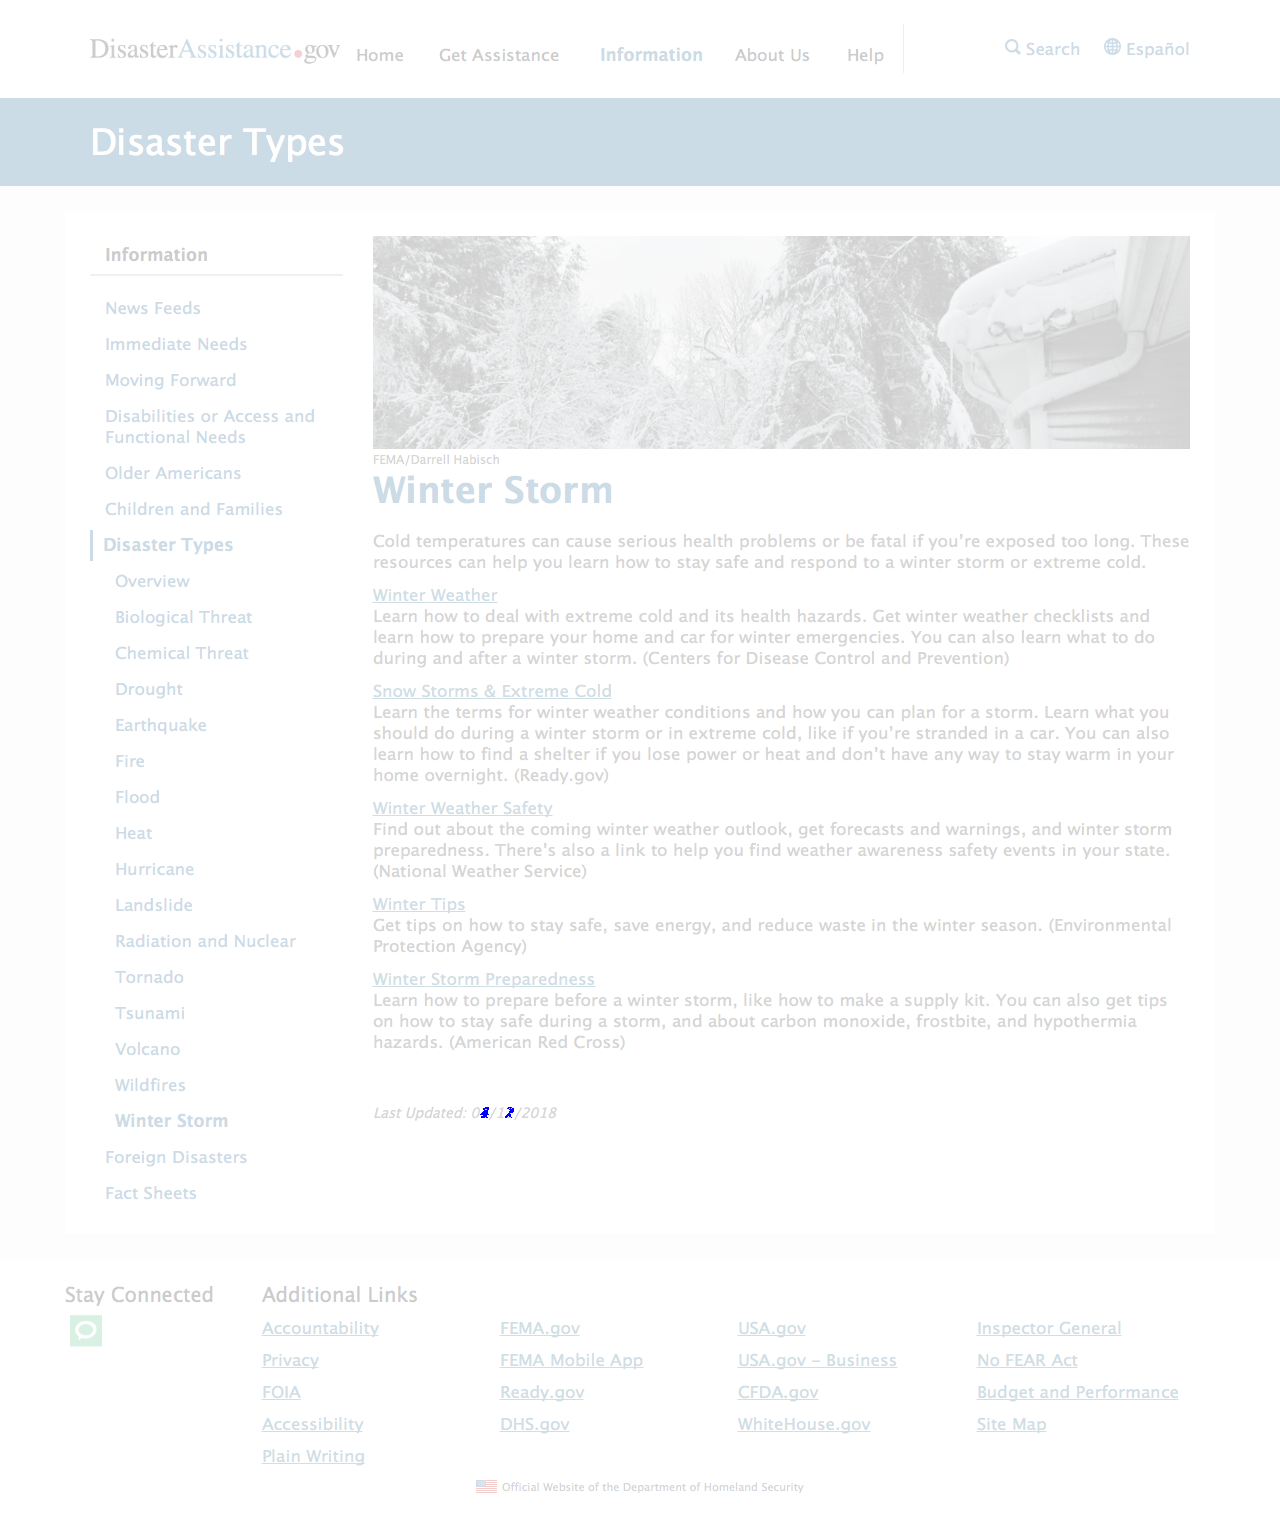 DisasterAssistance.gov
Home
Get Assistance
Information
About Us
Help
Search
Español
Disaster Types
Information
News Feeds
Immediate Needs
Moving Forward
Disabilities or Access and
Functional Needs
Older Americans
Children and Families
Disaster Types
Overview
Biological Threat
Chemical Threat
Drought
Earthquake
Fire
Flood
Heat
Hurricane
Landslide
Radiation and Nuclear
Tornado
Tsunami
Volcano
Wildfires
Winter Storm
Foreign Disasters
Fact Sheets
FEMA/Darrell Habisch
Winter Storm
Cold temperatures can cause serious health problems or be fatal if you're exposed too long. These
resources can help you learn how to stay safe and respond to a winter storm or extreme cold.
Winter Weather
Learn how to deal with extreme cold and its health hazards. Get winter weather checklists and
learn how to prepare your home and car for winter emergencies. You can also learn what to do
during and after a winter storm. (Centers for Disease Control and Prevention)
Snow Storms & Extreme Cold
Learn the terms for winter weather conditions and how you can plan for a storm. Learn what you
should do during a winter storm or in extreme cold, like if you're stranded in a car. You can also
learn how to find a shelter if you lose power or heat and don't have any way to stay warm in your
home overnight. (Ready.gov)
Winter Weather Safety
Find out about the coming winter weather outlook, get forecasts and warnings, and winter storm
preparedness. There's also a link to help you find weather awareness safety events in your state.
(National Weather Service)
Winter Tips
Get tips on how to stay safe, save energy, and reduce waste in the winter season. (Environmental
Protection Agency)
Winter Storm Preparedness
Learn how to prepare before a winter storm, like how to make a supply kit. You can also get tips
on how to stay safe during a storm, and about carbon monoxide, frostbite, and hypothermia
hazards. (American Red Cross)
Last Updated:
Stay Connected
Additional Links
Accountability
FEMA.gov
USA.gov
Inspector General
Privacy
FEMA Mobile App
USA.gov – Business
No FEAR Act
FOIA
Ready.gov
CFDA.gov
Budget and Performance
Accessibility
DHS.gov
WhiteHouse.gov
Site Map
Plain Writing
Official Website of the Department of Homeland Security